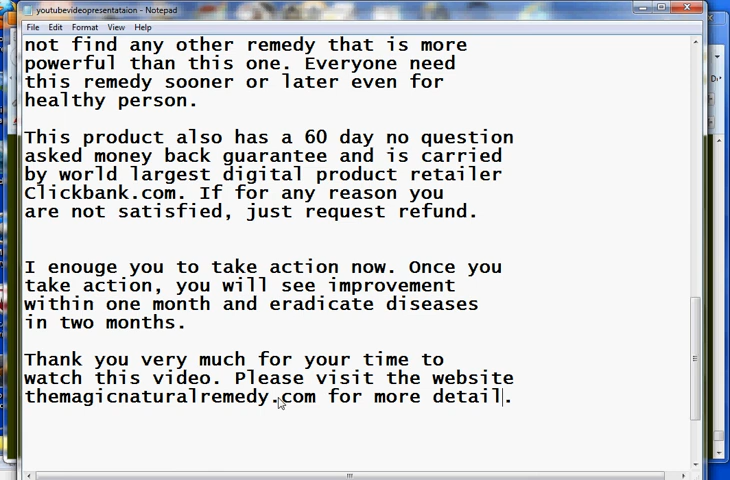 youtubevideopresentataion - Notepad
File Edit Format View Help
not find any other remedy that is more
powerful than this one. Everyone need
this remedy sooner or later even for
healthy person.
This product also has a 60 day no question
asked money back guarantee and is carried
by world largest digital product retailer
Clickbank.com. If for any reason you
are not satisfied, just request refund.
I enouge you to take action now. Once you
take action, you will see improvement
within one month and eradicate diseases
in two months.
Thank you very much for your time to
watch this video. Please visit the website
themagicnaturalremedy.com for more detail.